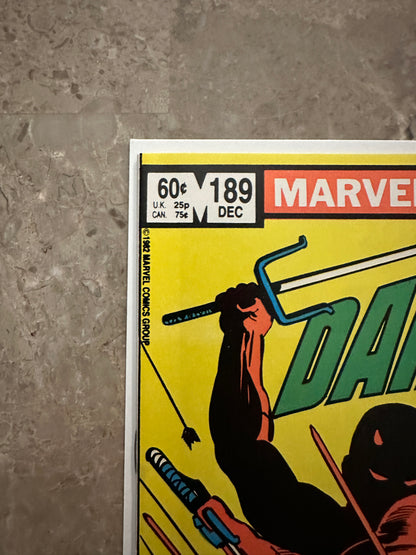 60¢ M 189
U.K. 25p
CAN. 75¢ DEC
MARVEL
©1982 MARVEL COMICS GROUP
DAR